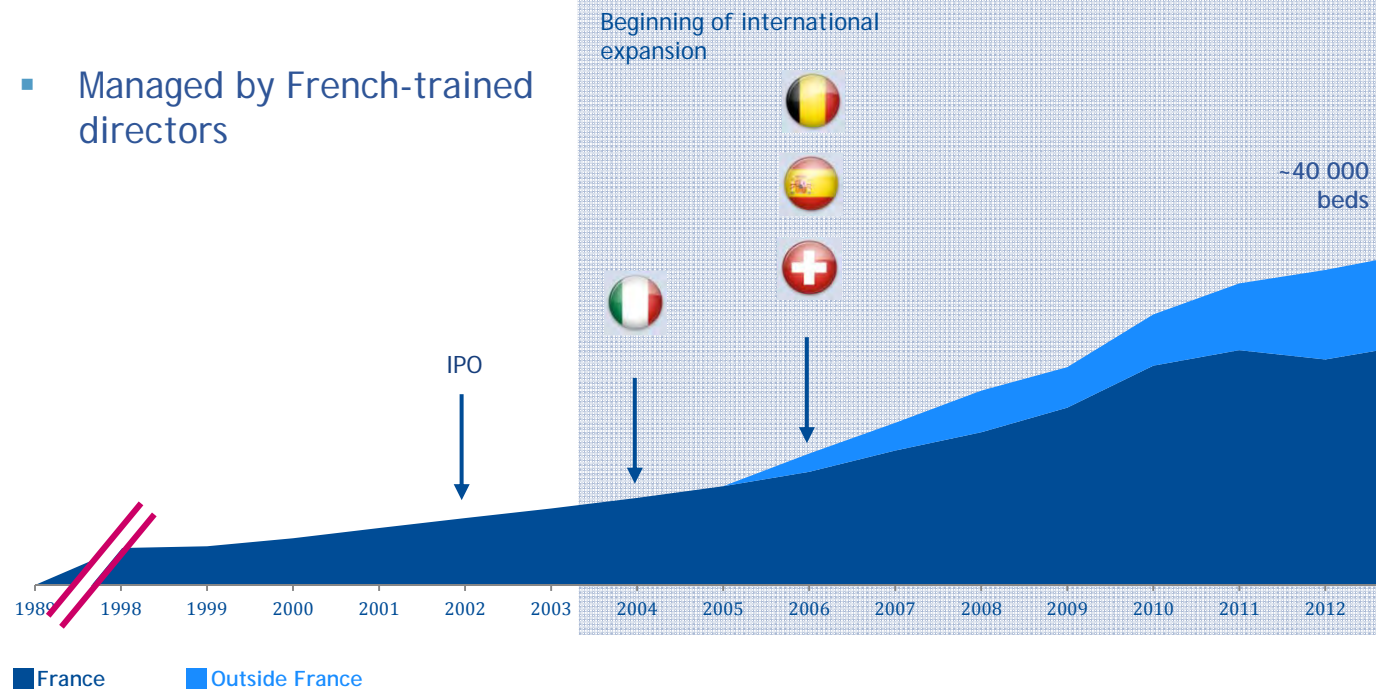 Beginning of international
expansion
Managed by French-trained
directors
~40 000
beds
IPO
1989 1998 1999 2000 2001 2002 2003 2004 2005 2006 2007 2008 2009 2010 2011 2012
France Outside France